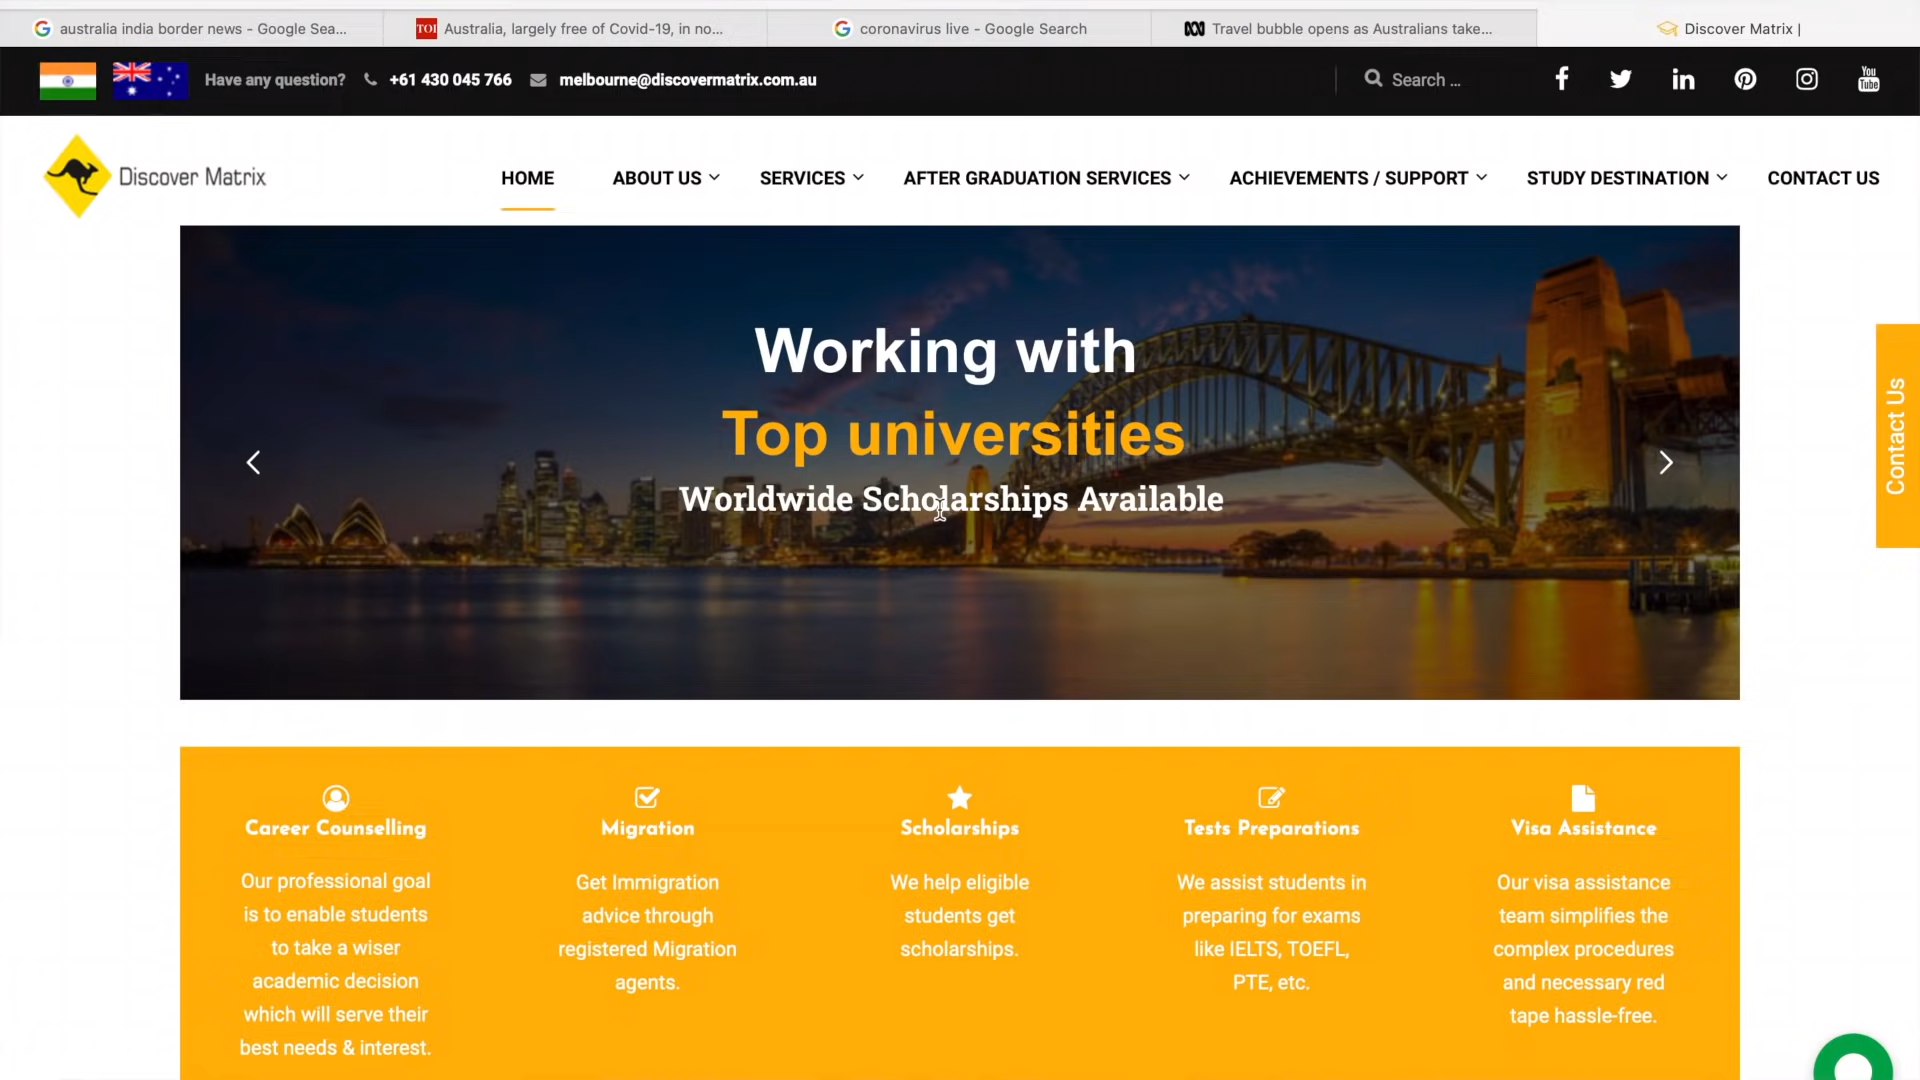 australia india border news - Google Sea...
TOI Australia, largely free of Covid-19, in no...
coronavirus live - Google Search
Travel bubble opens as Australians take...
Discover Matrix |
Have any question? +61 430 045 766 melbourne@discovermatrix.com.au
Search ...
You Tube
Discover Matrix
HOME ABOUT US SERVICES AFTER GRADUATION SERVICES ACHIEVEMENTS / SUPPORT STUDY DESTINATION CONTACT US
Working with
Top universities
Worldwide Scholarships Available
Contact Us
Career Counselling
Our professional goal
is to enable students
to take a wiser
academic decision
which will serve their
best needs & interest.
Migration
Get Immigration
advice through
registered Migration
agents.
Scholarships
We help eligible
students get
scholarships.
Tests Preparations
We assist students in
preparing for exams
like IELTS, TOEFL,
PTE, etc.
Visa Assistance
Our visa assistance
team simplifies the
complex procedures
and necessary red
tape hassle-free.